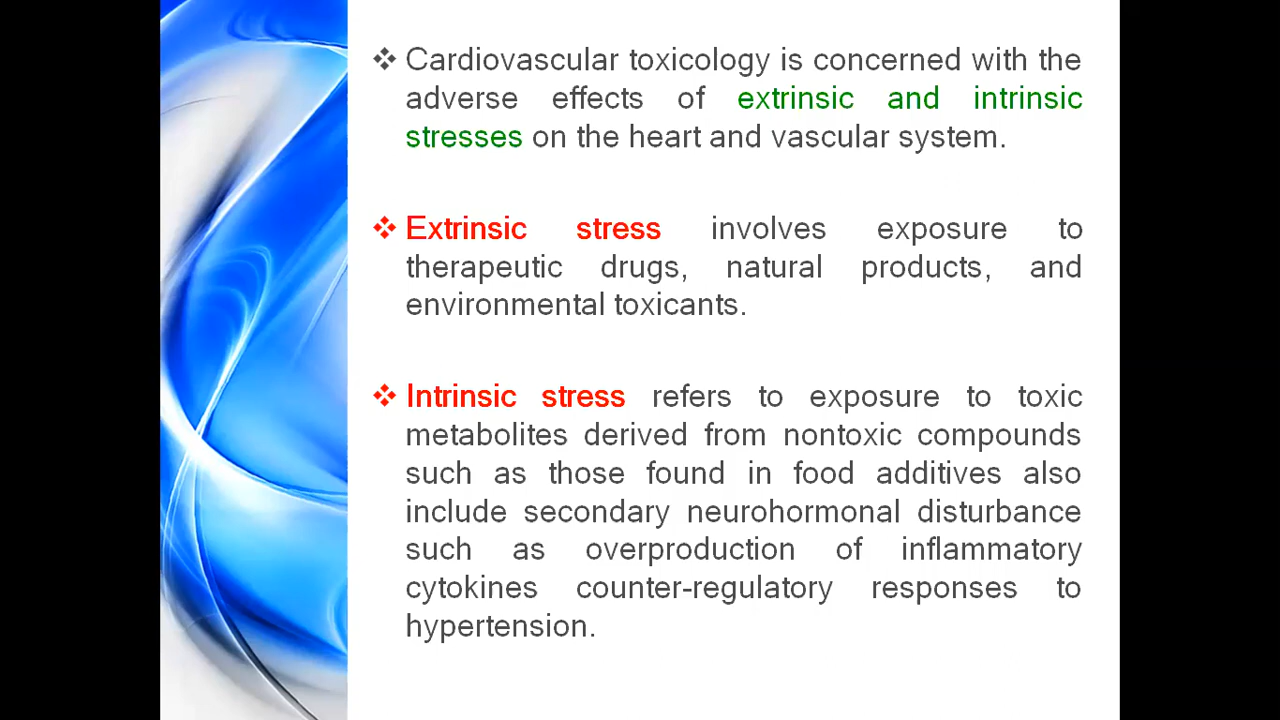 ❖ Cardiovascular toxicology is concerned with the
adverse effects of extrinsic and intrinsic
stresses on the heart and vascular system.
❖ Extrinsic stress involves exposure to
therapeutic drugs, natural products, and
environmental toxicants.
❖ Intrinsic stress refers to exposure to toxic
metabolites derived from nontoxic compounds
such as those found in food additives also
include secondary neurohormonal disturbance
such as overproduction of inflammatory
cytokines counter-regulatory responses to
hypertension.